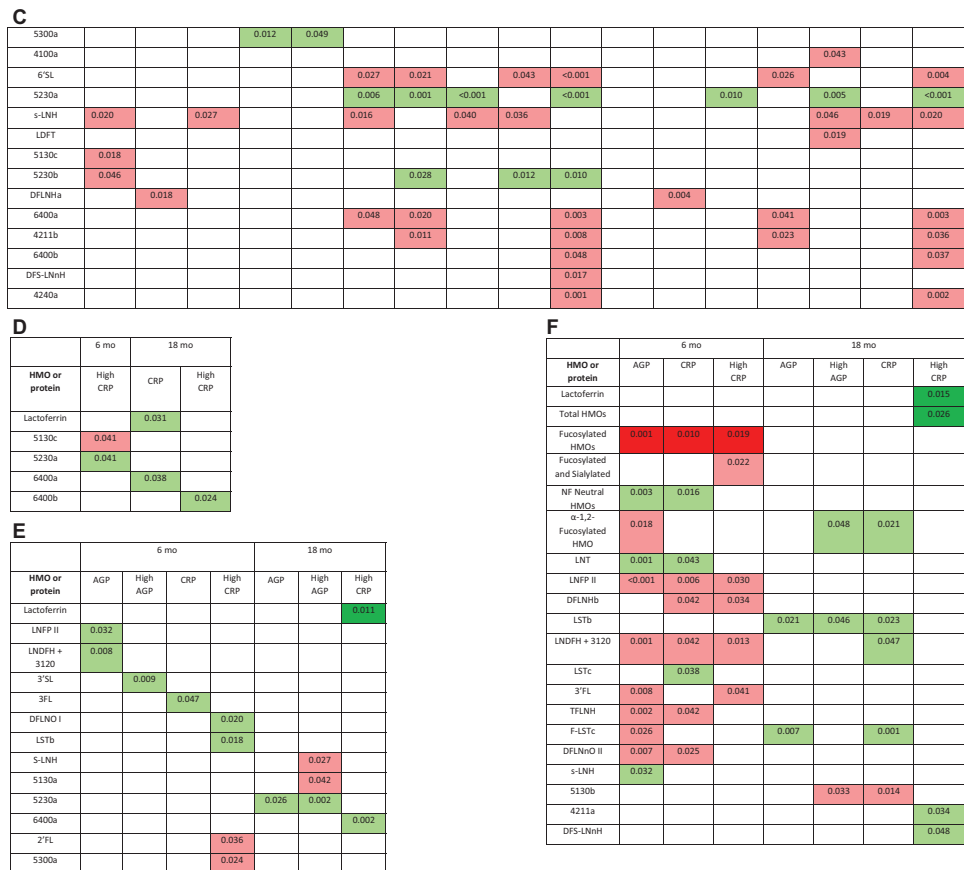 C
5300a 0.012 0.049
4100a 0.043
6'SL 0.027 0.021 0.043 <0.001 0.026 0.004
5230a 0.006 0.001 <0.001 <0.001 0.010 0.005 <0.001
s-LNH 0.020 0.027 0.016 0.040 0.036 0.046 0.019 0.020
LDFT 0.019
5130c 0.018
5230b 0.046 0.028 0.012 0.010
DFLNHa 0.018 0.004
6400a 0.048 0.020 0.003 0.041 0.003
4211b 0.011 0.008 0.023 0.036
6400b 0.048 0.037
DFS-LNnH 0.017
4240a 0.001 0.002
D
6 mo 18 mo
HMO or protein High CRP CRP High CRP
Lactoferrin 0.031
5130c 0.041
5230a 0.041
6400a 0.038
6400b 0.024
E
6 mo 18 mo
HMO or protein AGP High AGP CRP High CRP AGP High AGP High CRP
Lactoferrin 0.011
LNFP II 0.032
LNDFH + 3120 0.008
3'SL 0.009
3FL 0.047
DFLNO I 0.020
LSTb 0.018
S-LNH 0.027
5130a 0.042
5230a 0.026 0.002
6400a 0.002
2'FL 0.036
5300a 0.024
F
6 mo 18 mo
HMO or protein AGP CRP High CRP AGP High AGP CRP High CRP
Lactoferrin 0.015
Total HMOs 0.026
Fucosylated HMOs 0.001 0.010 0.019
Fucosylated and Sialylated 0.022
NF Neutral HMOs 0.003 0.016
α-1,2-Fucosylated HMO 0.018 0.048 0.021
LNT 0.001 0.043
LNFP II <0.001 0.006 0.030
DFLNHb 0.042 0.034
LSTb 0.021 0.046 0.023
LNDFH + 3120 0.001 0.042 0.013 0.047
LSTc 0.038
3'FL 0.008 0.041
TFLNH 0.002 0.042
F-LSTc 0.026 0.007 0.001
DFLNnO II 0.007 0.025
s-LNH 0.032
5130b 0.033 0.014
4211a 0.034
DFS-LNnH 0.048